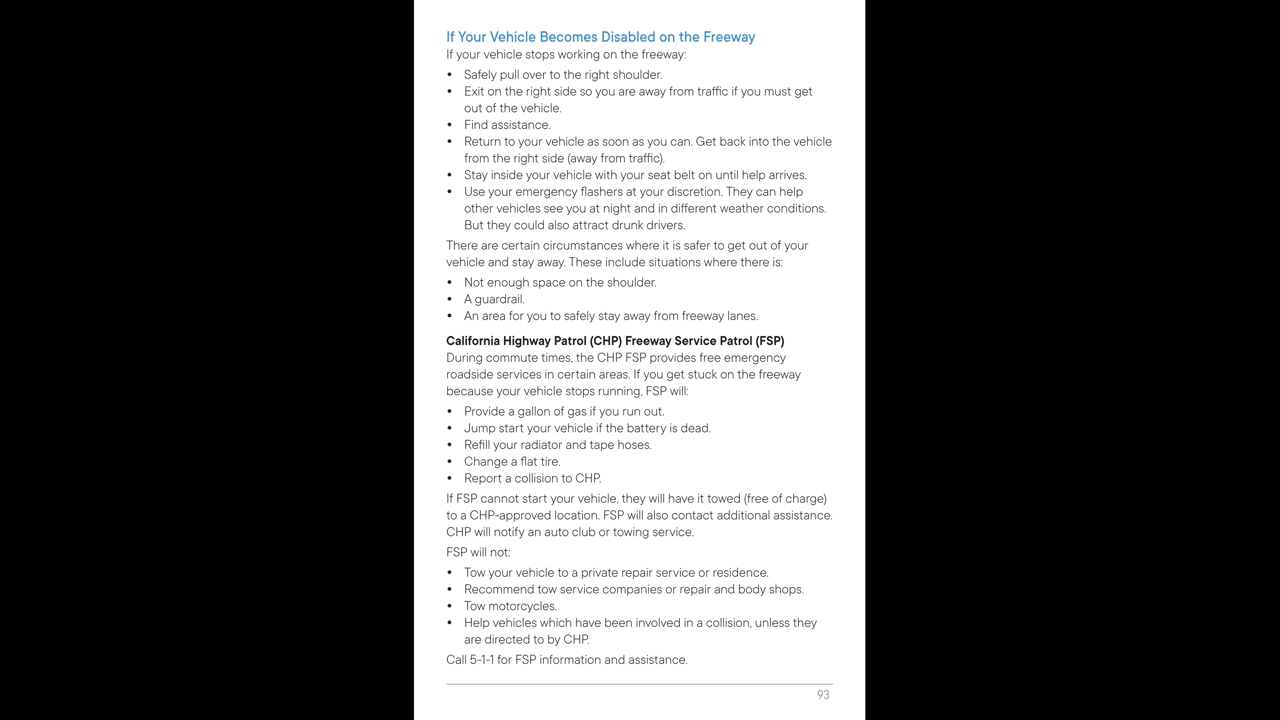 If Your Vehicle Becomes Disabled on the Freeway
If your vehicle stops working on the freeway:
• Safely pull over to the right shoulder.
• Exit on the right side so you are away from traffic if you must get
out of the vehicle.
• Find assistance.
• Return to your vehicle as soon as you can. Get back into the vehicle
from the right side (away from traffic).
• Stay inside your vehicle with your seat belt on until help arrives.
• Use your emergency flashers at your discretion. They can help
other vehicles see you at night and in different weather conditions.
But they could also attract drunk drivers.
There are certain circumstances where it is safer to get out of your
vehicle and stay away. These include situations where there is:
• Not enough space on the shoulder.
• A guardrail.
• An area for you to safely stay away from freeway lanes.
California Highway Patrol (CHP) Freeway Service Patrol (FSP)
During commute times, the CHP FSP provides free emergency
roadside services in certain areas. If you get stuck on the freeway
because your vehicle stops running, FSP will:
• Provide a gallon of gas if you run out.
• Jump start your vehicle if the battery is dead.
• Refill your radiator and tape hoses.
• Change a flat tire.
• Report a collision to CHP.
If FSP cannot start your vehicle, they will have it towed (free of charge)
to a CHP-approved location. FSP will also contact additional assistance.
CHP will notify an auto club or towing service.
FSP will not:
• Tow your vehicle to a private repair service or residence.
• Recommend tow service companies or repair and body shops.
• Tow motorcycles.
• Help vehicles which have been involved in a collision, unless they
are directed to by CHP.
Call 5-1-1 for FSP information and assistance.
93